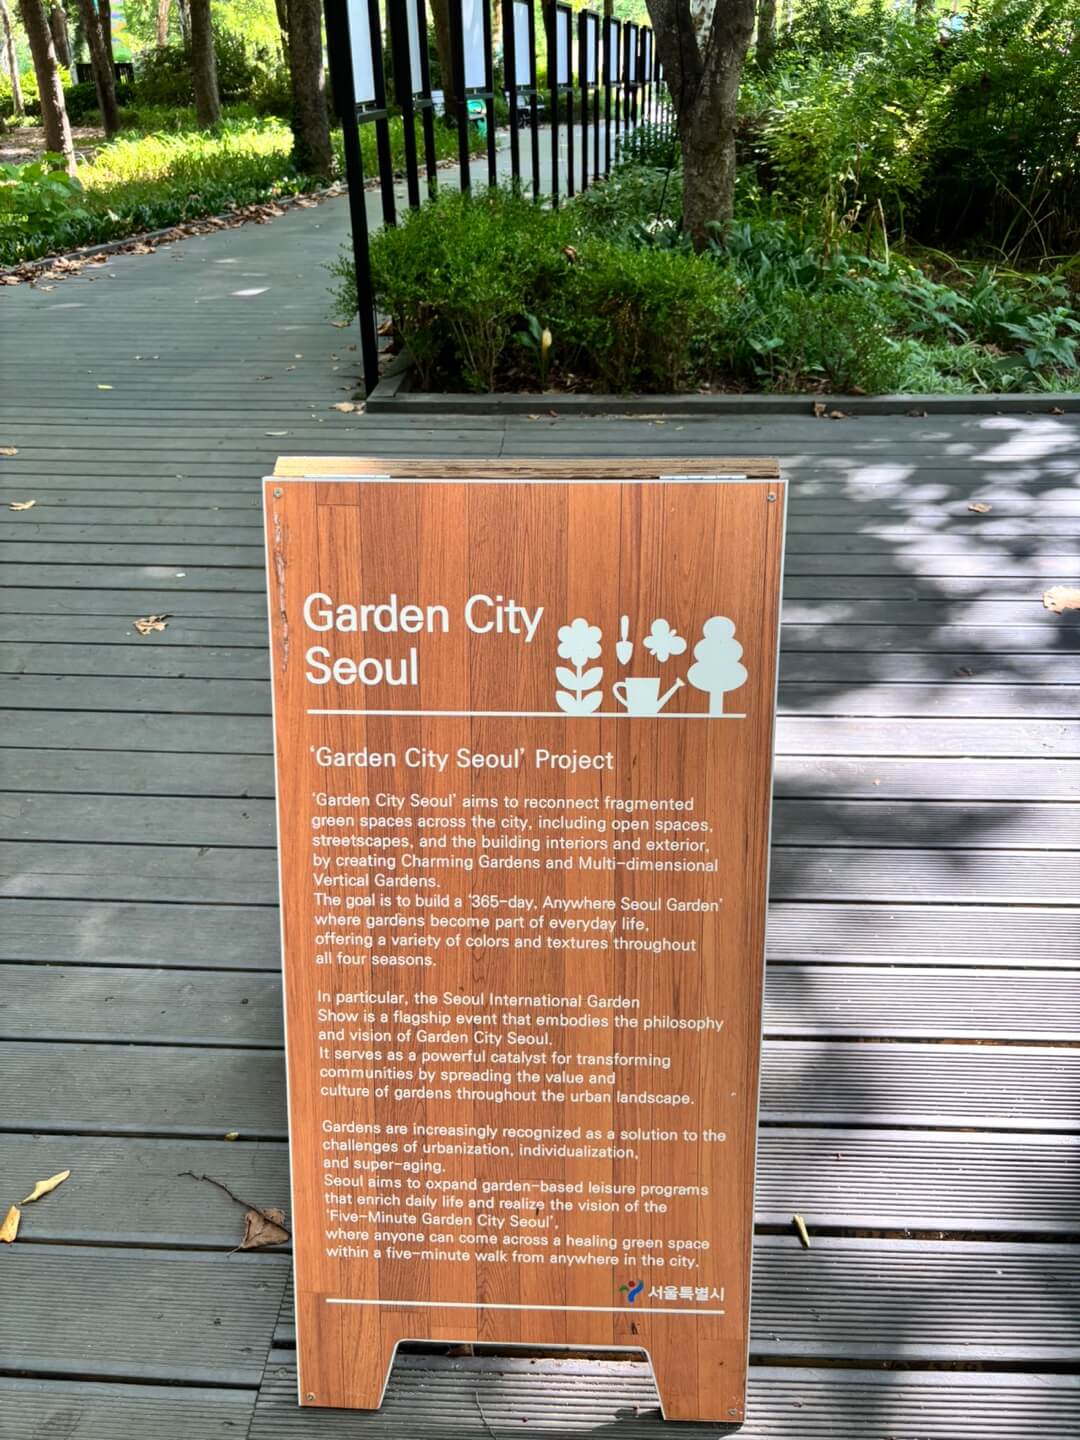 Garden City
Seoul
‘Garden City Seoul’ Project
‘Garden City Seoul’ aims to reconnect fragmented
green spaces across the city, including open spaces,
streetscapes, and the building interiors and exterior,
by creating Charming Gardens and Multi-dimensional
Vertical Gardens.
The goal is to build a ‘365-day, Anywhere Seoul Garden’
where gardens become part of everyday life,
offering a variety of colors and textures throughout
all four seasons.
In particular, the Seoul International Garden
Show is a flagship event that embodies the philosophy
and vision of Garden City Seoul.
It serves as a powerful catalyst for transforming
communities by spreading the value and
culture of gardens throughout the urban landscape.
Gardens are increasingly recognized as a solution to the
challenges of urbanization, individualization,
and super-aging.
Seoul aims to expand garden-based leisure programs
that enrich daily life and realize the vision of the
‘Five-Minute Garden City Seoul’,
where anyone can come across a healing green space
within a five-minute walk from anywhere in the city.
서울특별시